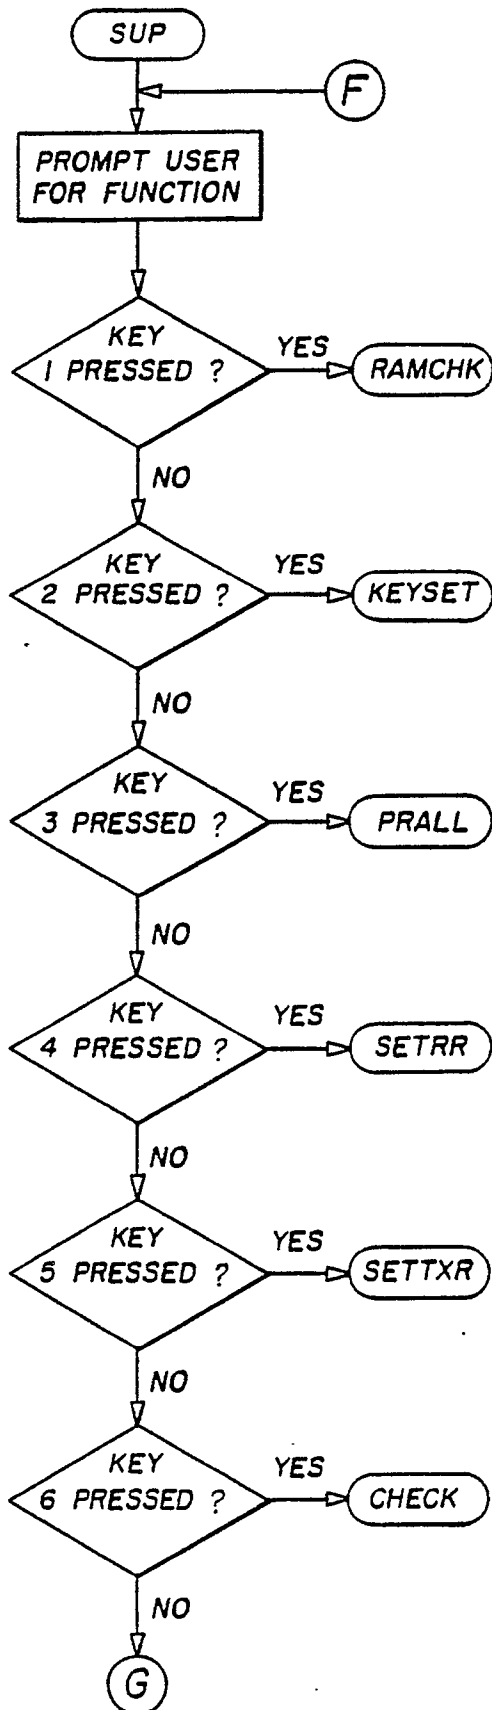 SUP
F
PROMPT USER
FOR FUNCTION
KEY
1 PRESSED ?
YES
RAMCHK
NO
KEY
2 PRESSED ?
YES
KEYSET
NO
KEY
3 PRESSED ?
YES
PRALL
NO
KEY
4 PRESSED ?
YES
SETRR
NO
KEY
5 PRESSED ?
YES
SETTXR
NO
KEY
6 PRESSED ?
YES
CHECK
NO
G